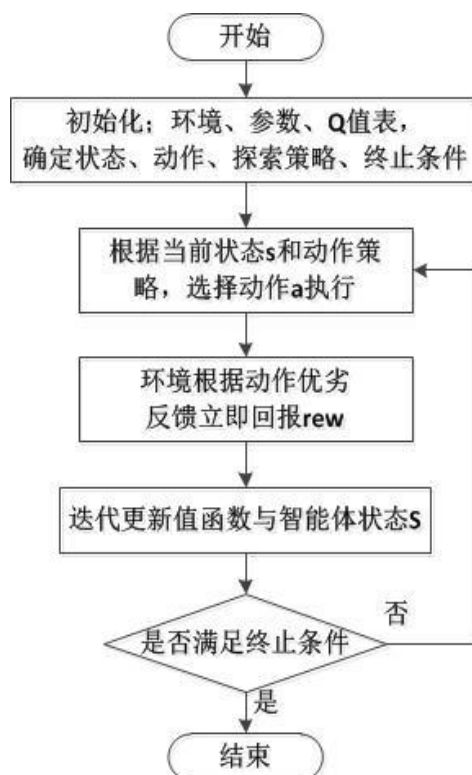 开始
初始化：环境、参数、Q值表，
确定状态、动作、探索策略、终止条件
根据当前状态s和动作策
略，选择动作a执行
环境根据动作优劣
反馈立即回报rew
迭代更新值函数与智能体状态S
是否满足终止条件
否
是
结束